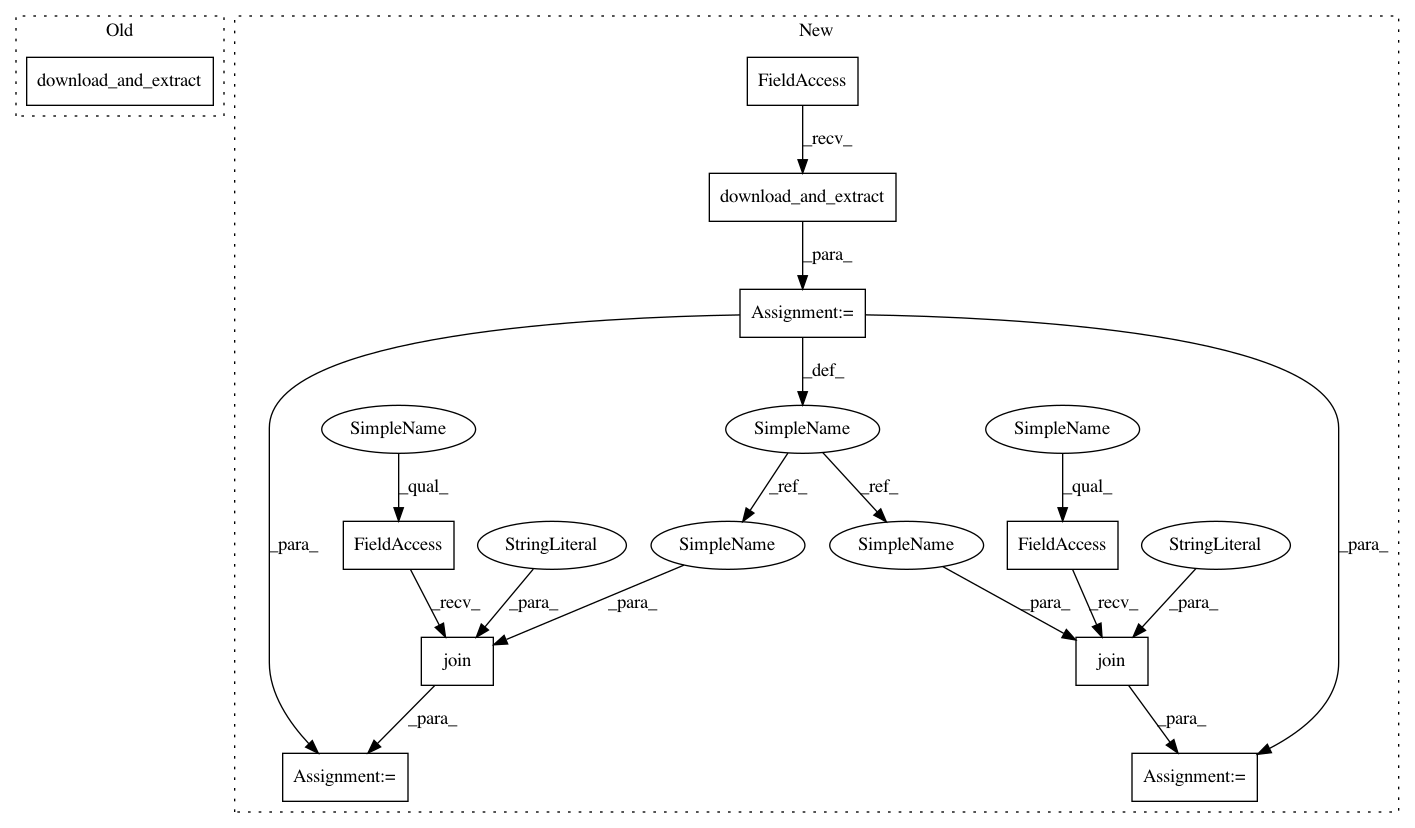 Old
New
download_and_extract
FieldAccess
_recv_
download_and_extract
_para_
Assignment:=
_def_
SimpleName
SimpleName
SimpleName
_qual_
_ref_
_ref_
_qual_
_para_
FieldAccess
StringLiteral
SimpleName
SimpleName
FieldAccess
StringLiteral
_para_
_recv_
_para_
_para_
_para_
_recv_
_para_
join
join
_para_
_para_
Assignment:=
Assignment:=